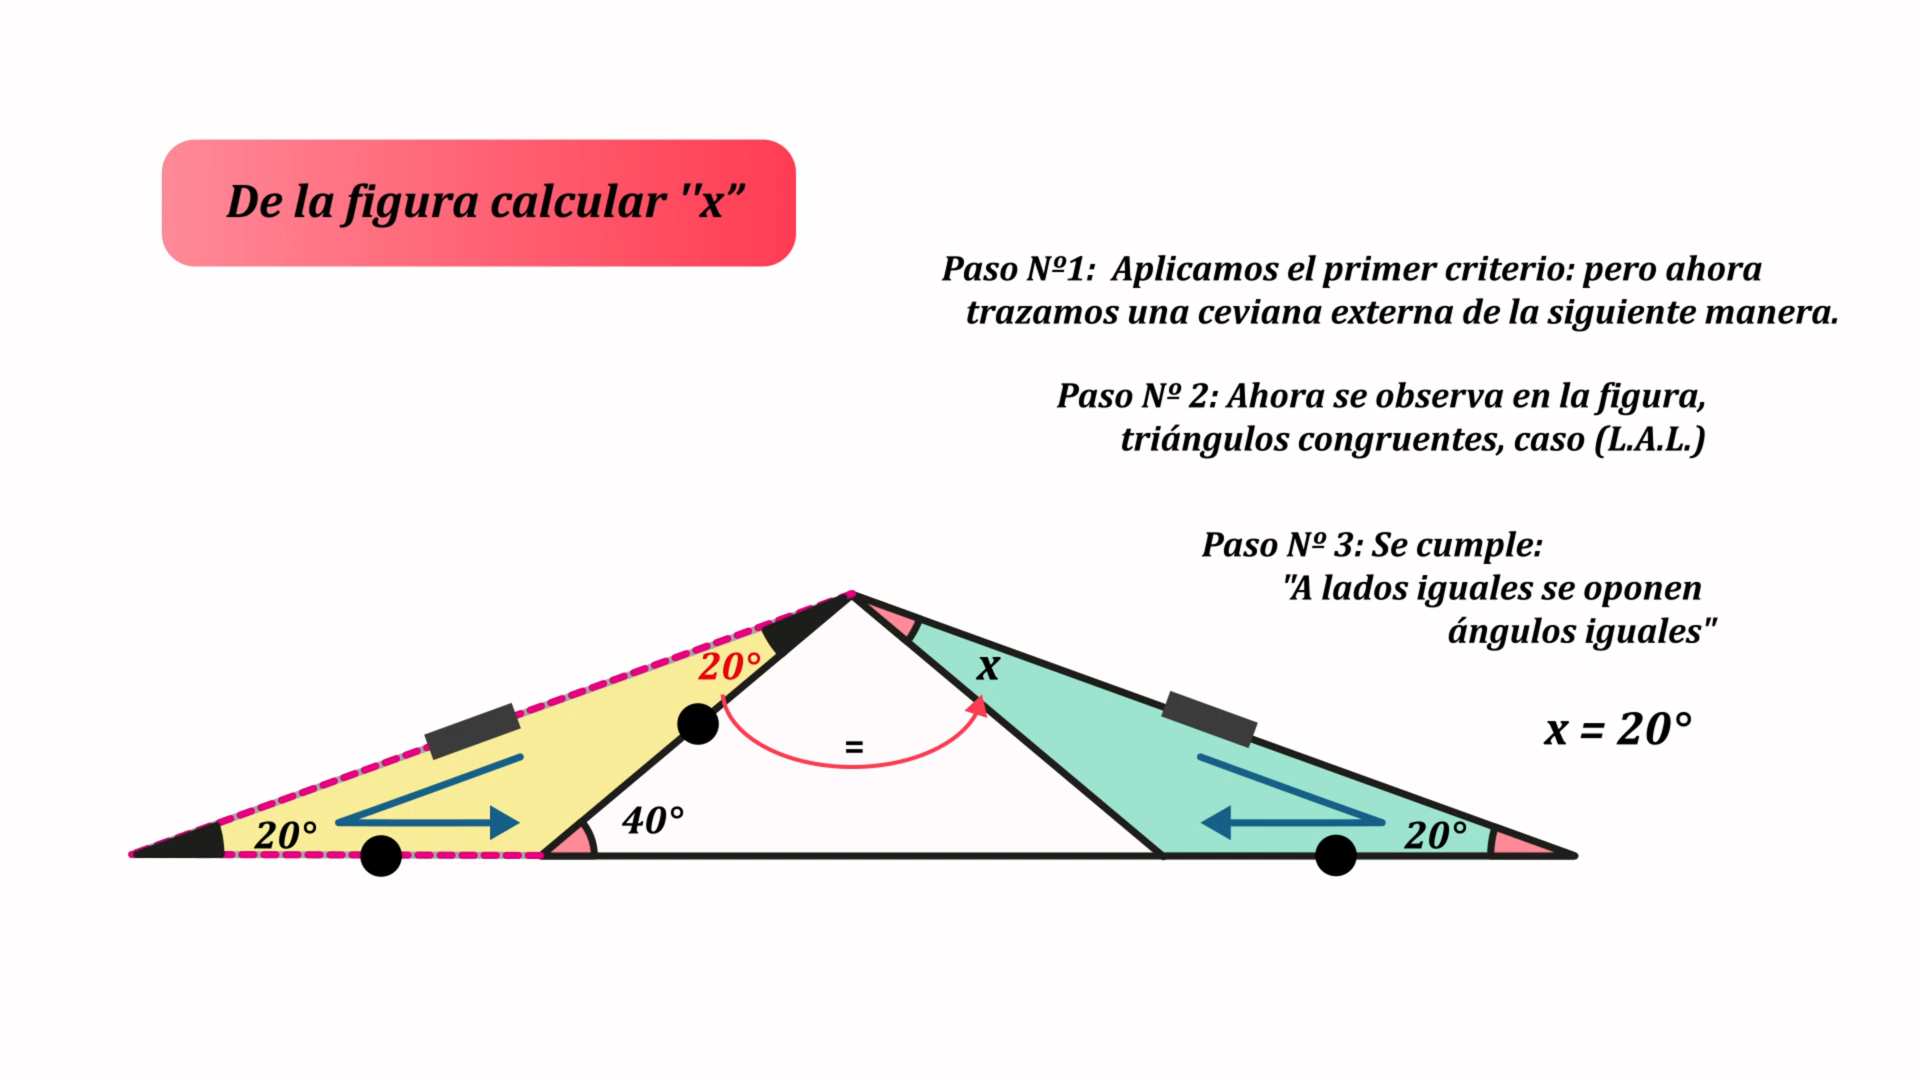 De la figura calcular "x”
Paso Nº1: Aplicamos el primer criterio: pero ahora
trazamos una ceviana externa de la siguiente manera.
Paso Nº 2: Ahora se observa en la figura,
triángulos congruentes, caso (L.A.L.)
Paso Nº 3: Se cumple:
"A lados iguales se oponen
ángulos iguales"
20°
x
x = 20°
=
20°
40°
20°